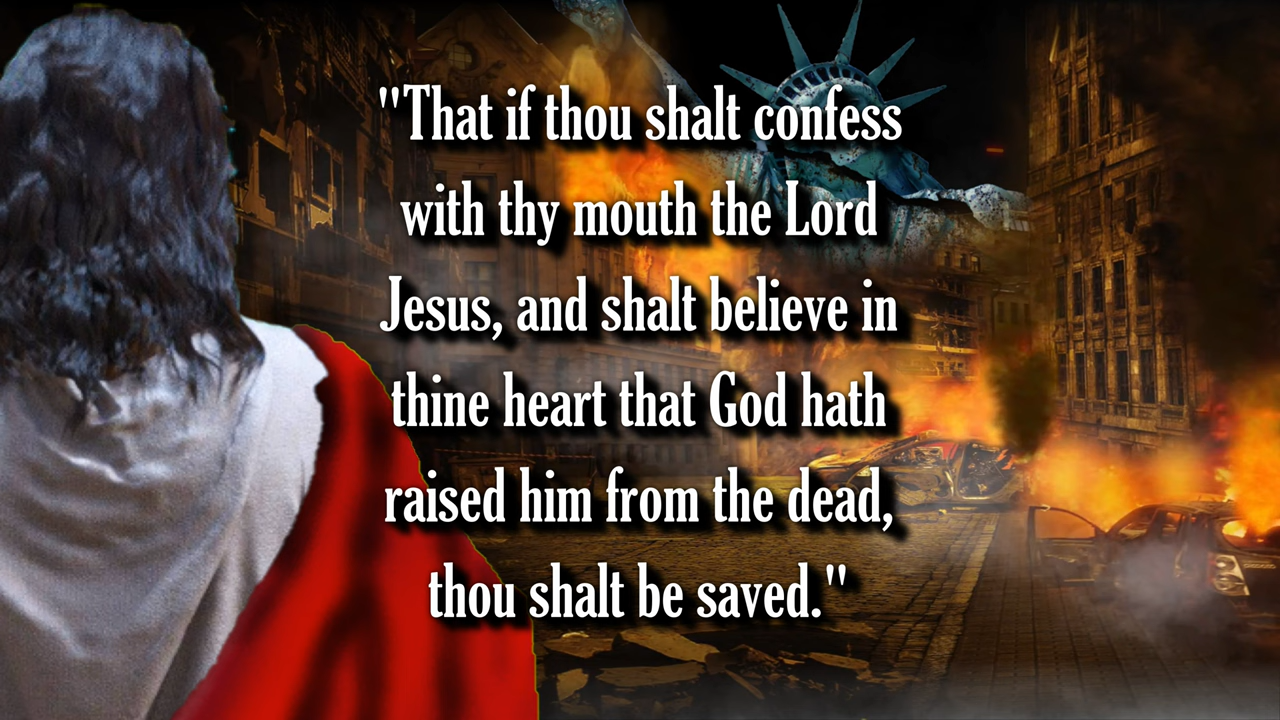 "That if thou shalt confess
with thy mouth the Lord
Jesus, and shalt believe in
thine heart that God hath
raised him from the dead,
thou shalt be saved."